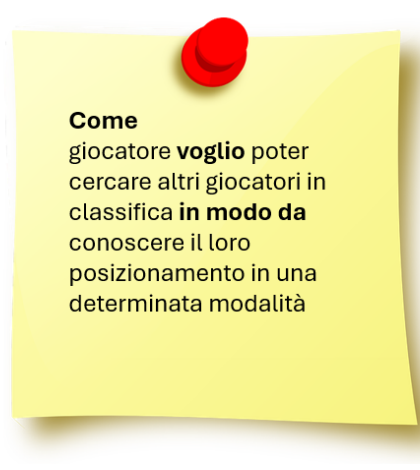 Come
giocatore voglio poter
cercare altri giocatori in
classifica in modo da
conoscere il loro
posizionamento in una
determinata modalità